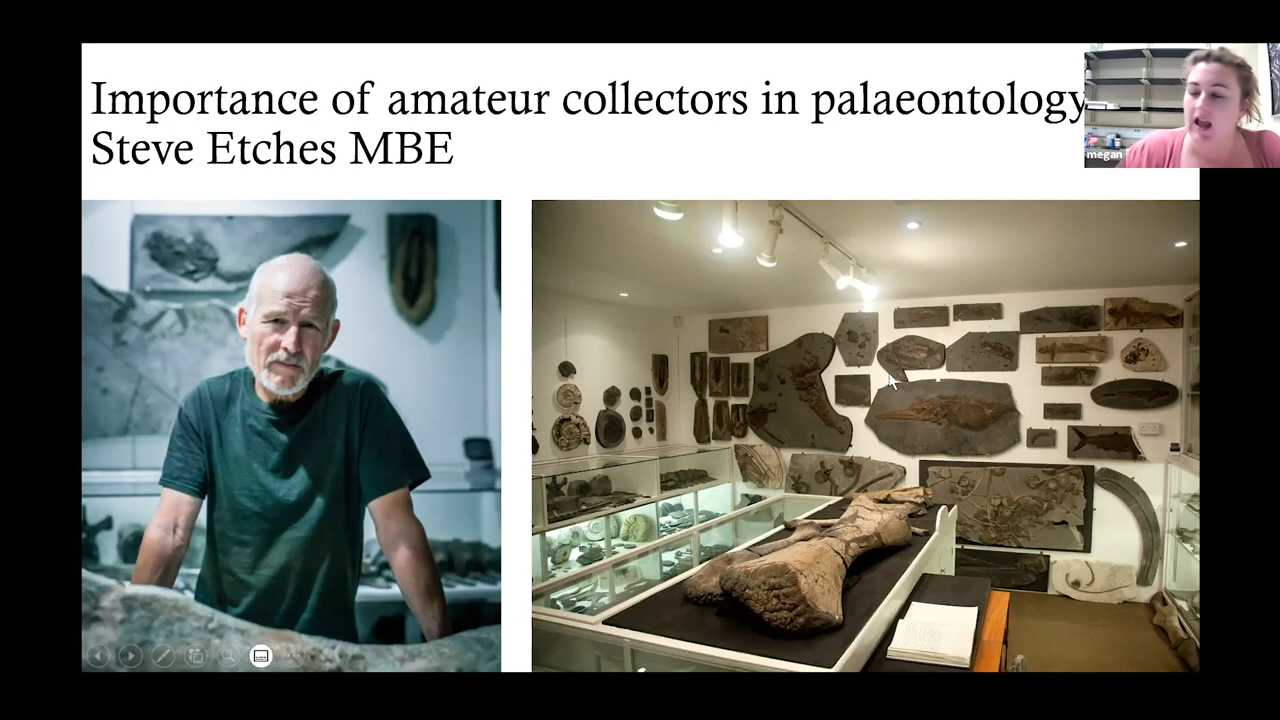 Importance of amateur collectors in palaeontology
Steve Etches MBE
megan